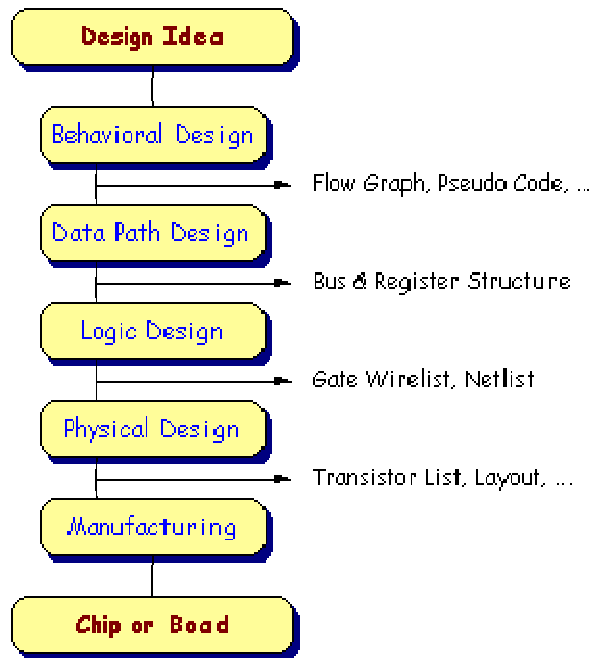 Design Idea
Behavioral Design
Flow Graph, Pseudo Code, ...
Data Path Design
Bus & Register Structure
Logic Design
Gate Wirelist, Netlist
Physical Design
Transistor List, Layout, ...
Manufacturing
Chip or Boad